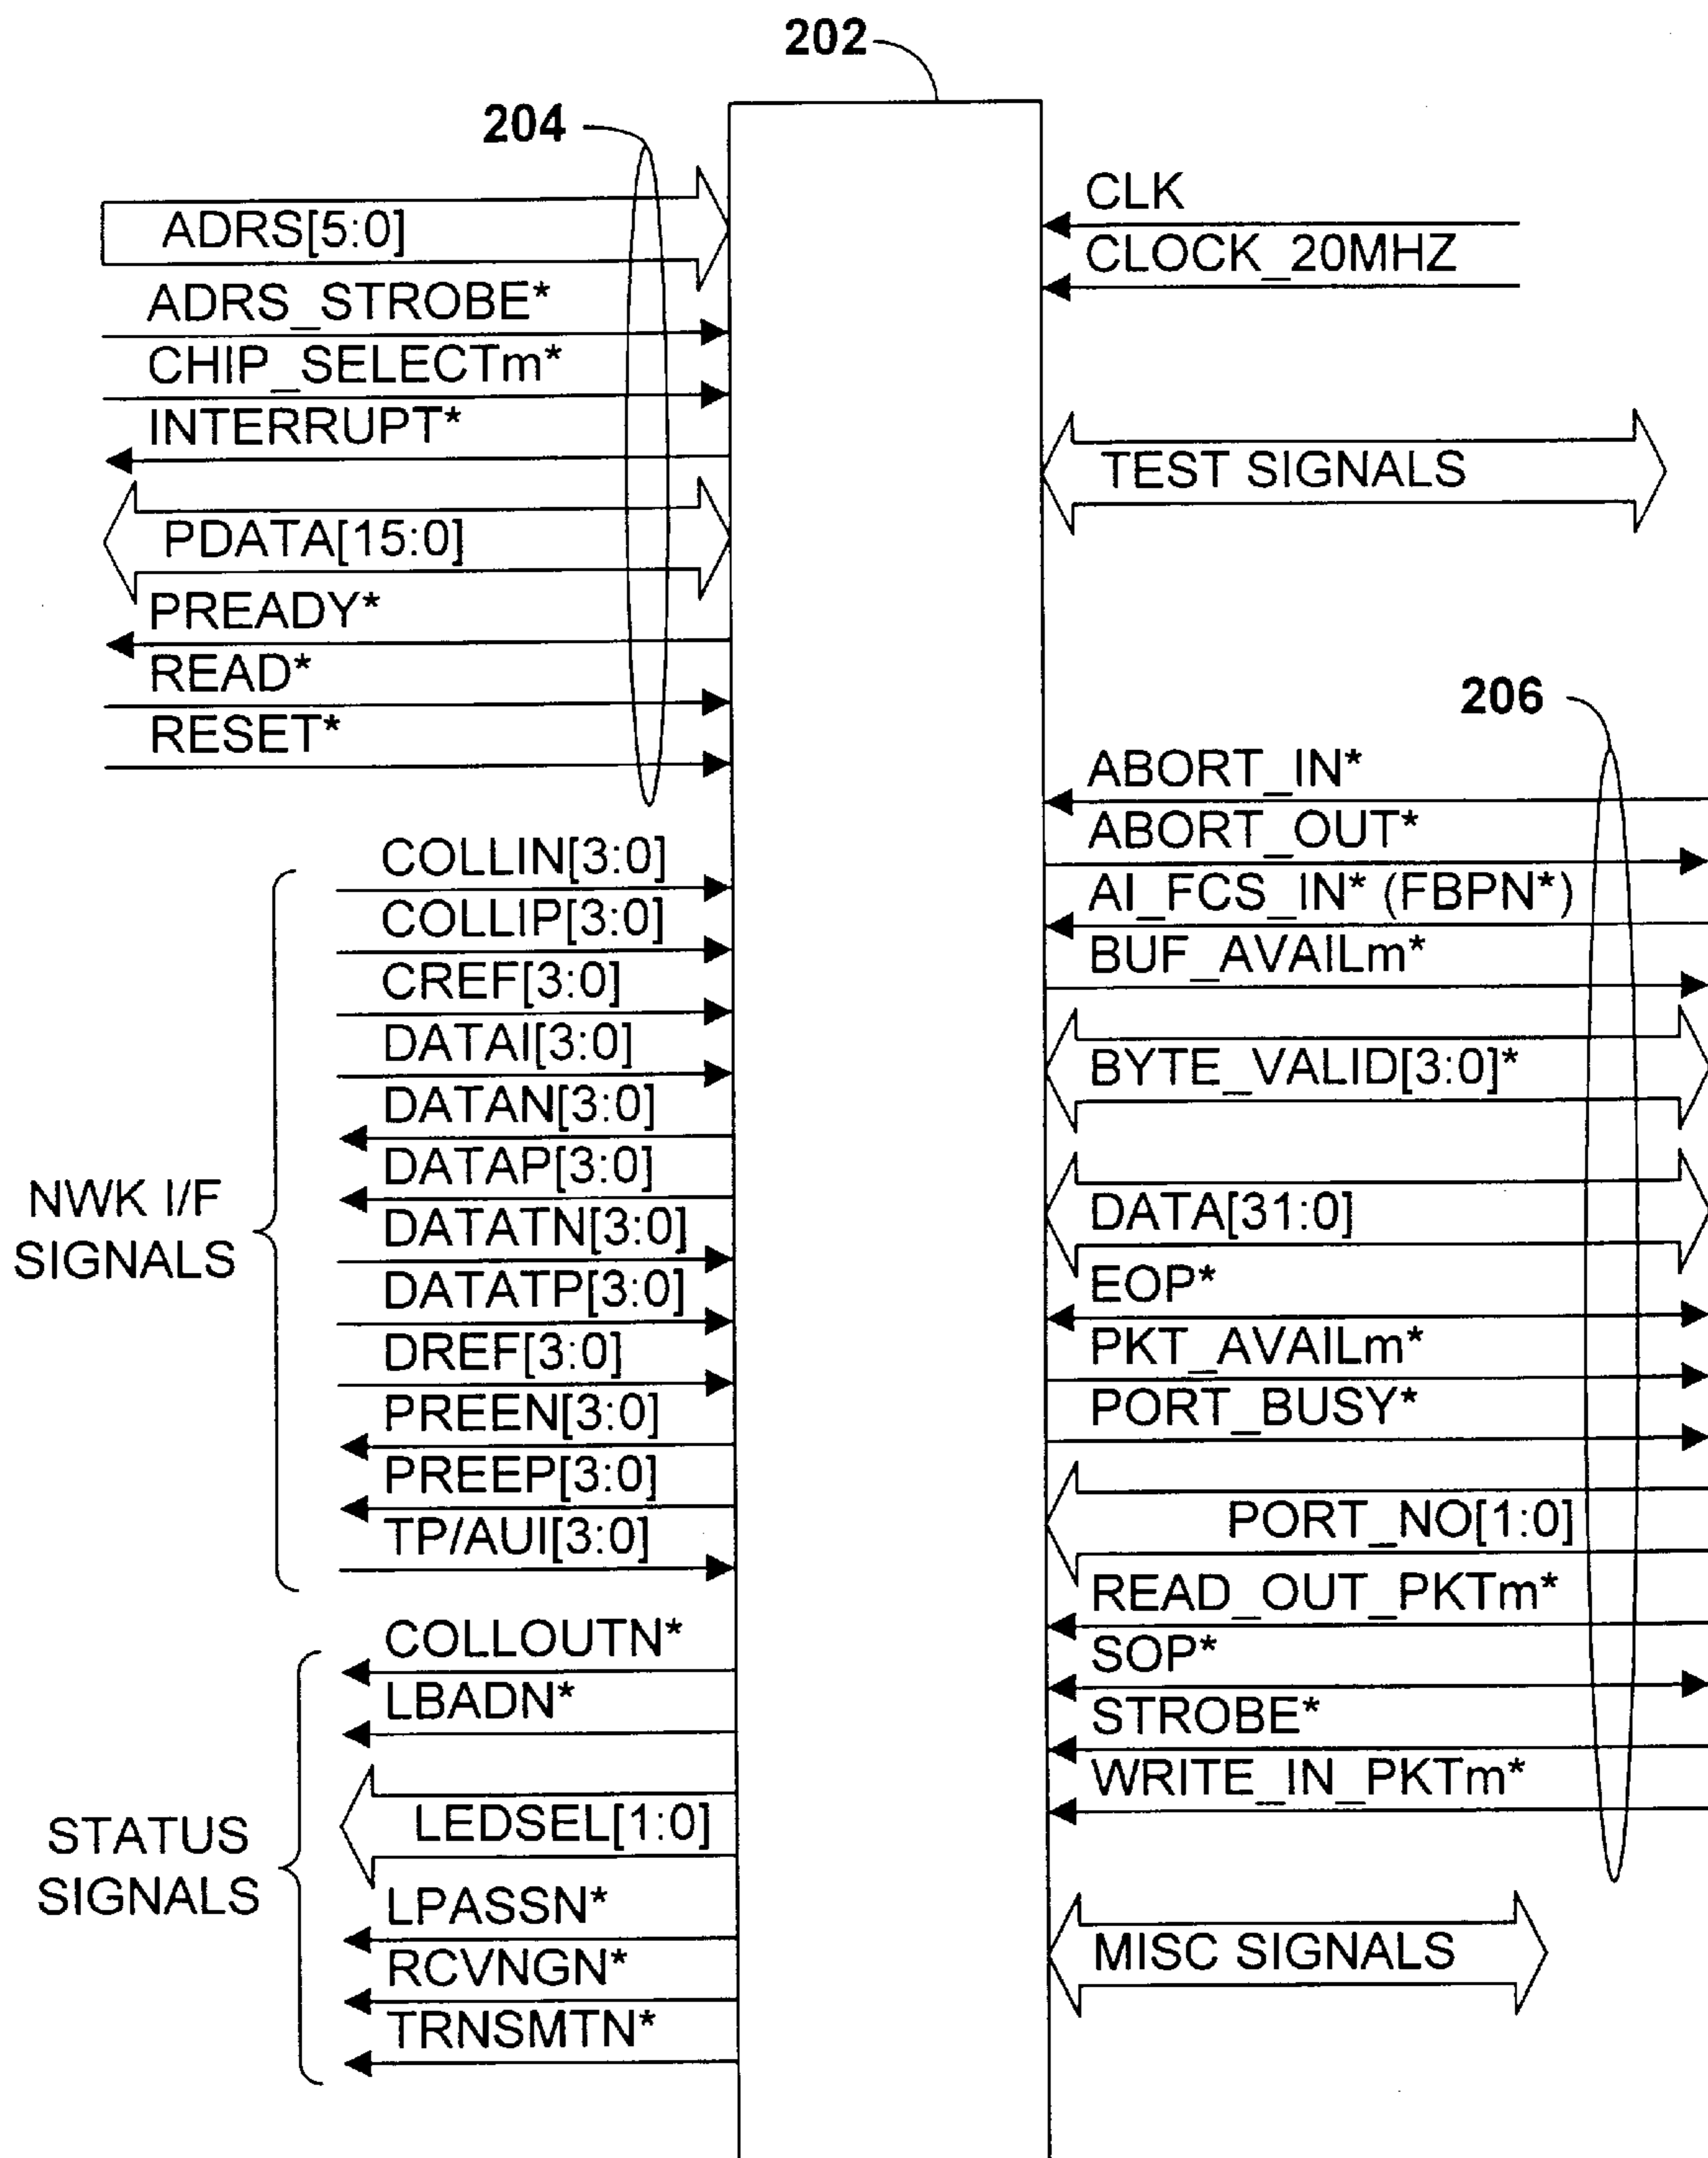 202
204
ADRS[5:0]
ADRS_STROBE*
CHIP_SELECTm*
INTERRUPT*
PDATA[15:0]
PREADY*
READ*
RESET*
NWK I/F
SIGNALS
COLLIN[3:0]
COLLIP[3:0]
CREF[3:0]
DATAI[3:0]
DATAN[3:0]
DATAP[3:0]
DATATN[3:0]
DATATP[3:0]
DREF[3:0]
PREEN[3:0]
PREEP[3:0]
TP/AUI[3:0]
STATUS
SIGNALS
COLLOUTN*
LBADN*
LEDSEL[1:0]
LPASSN*
RCVNGN*
TRNSMTN*
CLK
CLOCK_20MHZ
TEST SIGNALS
206
ABORT_IN*
ABORT_OUT*
AI_FCS_IN* (FBPN*)
BUF_AVAILm*
BYTE_VALID[3:0]*
DATA[31:0]
EOP*
PKT_AVAILm*
PORT_BUSY*
PORT_NO[1:0]
READ_OUT_PKTm*
SOP*
STROBE*
WRITE_IN_PKTm*
MISC SIGNALS